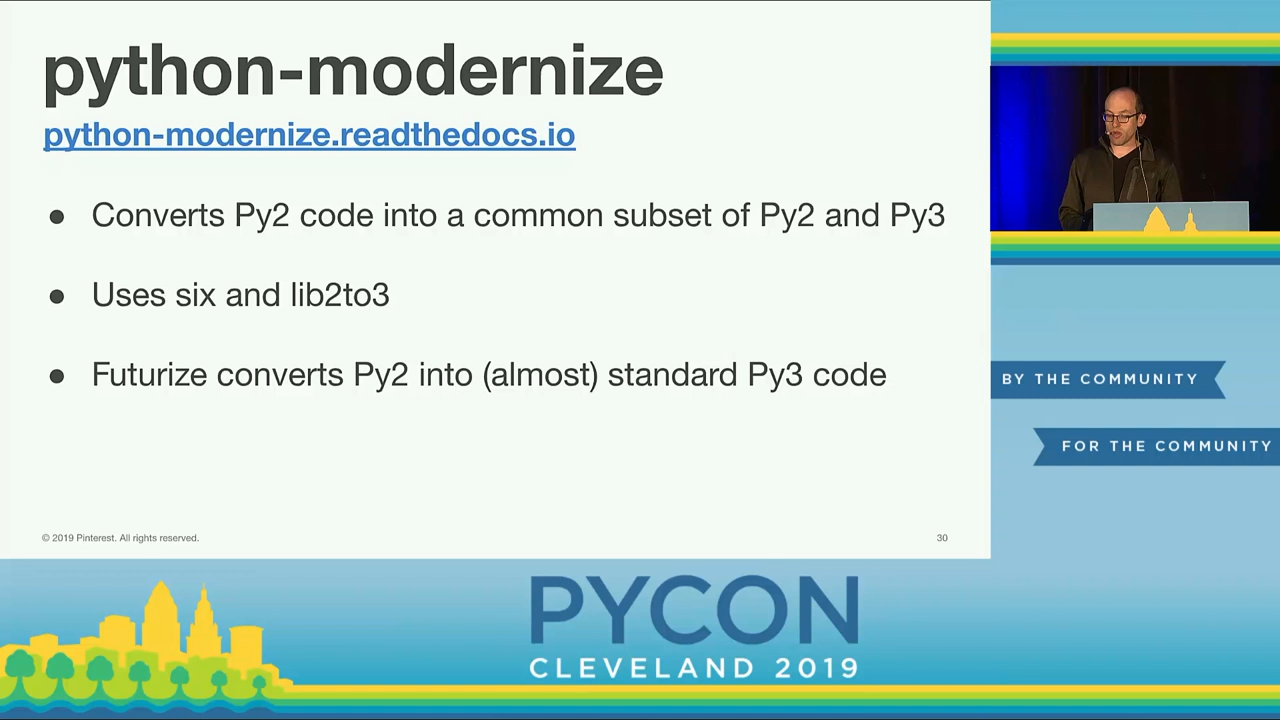 python-modernize
python-modernize.readthedocs.io
● Converts Py2 code into a common subset of Py2 and Py3
● Uses six and lib2to3
● Futurize converts Py2 into (almost) standard Py3 code
© 2019 Pinterest. All rights reserved.
30
BY THE COMMUNITY
FOR THE COMMUNITY
PYCON
CLEVELAND 2019